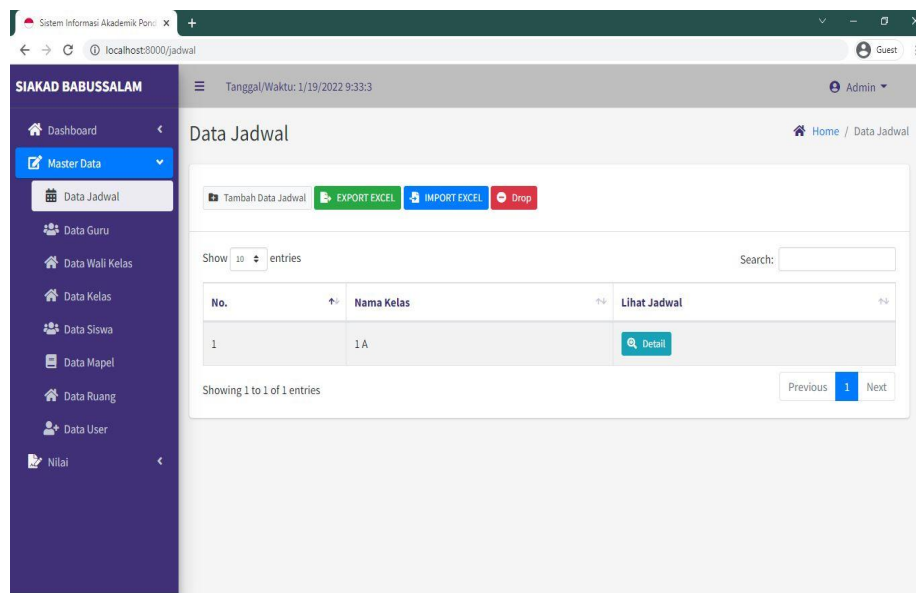 Sistem Informasi Akademik Pond
localhost:8000/jadwal
Guest
SIAKAD BABUSSALAM
Tanggal/Waktu: 1/19/2022 9:33:3
Admin
Dashboard
Master Data
Data Jadwal
Data Guru
Data Wali Kelas
Data Kelas
Data Siswa
Data Mapel
Data Ruang
Data User
Nilai
Data Jadwal
Home / Data Jadwal
Tambah Data Jadwal EXPORT EXCEL IMPORT EXCEL Drop
Show 10 entries
Search:
No. Nama Kelas Lihat Jadwal
1 1 A Detail
Showing 1 to 1 of 1 entries
Previous 1 Next